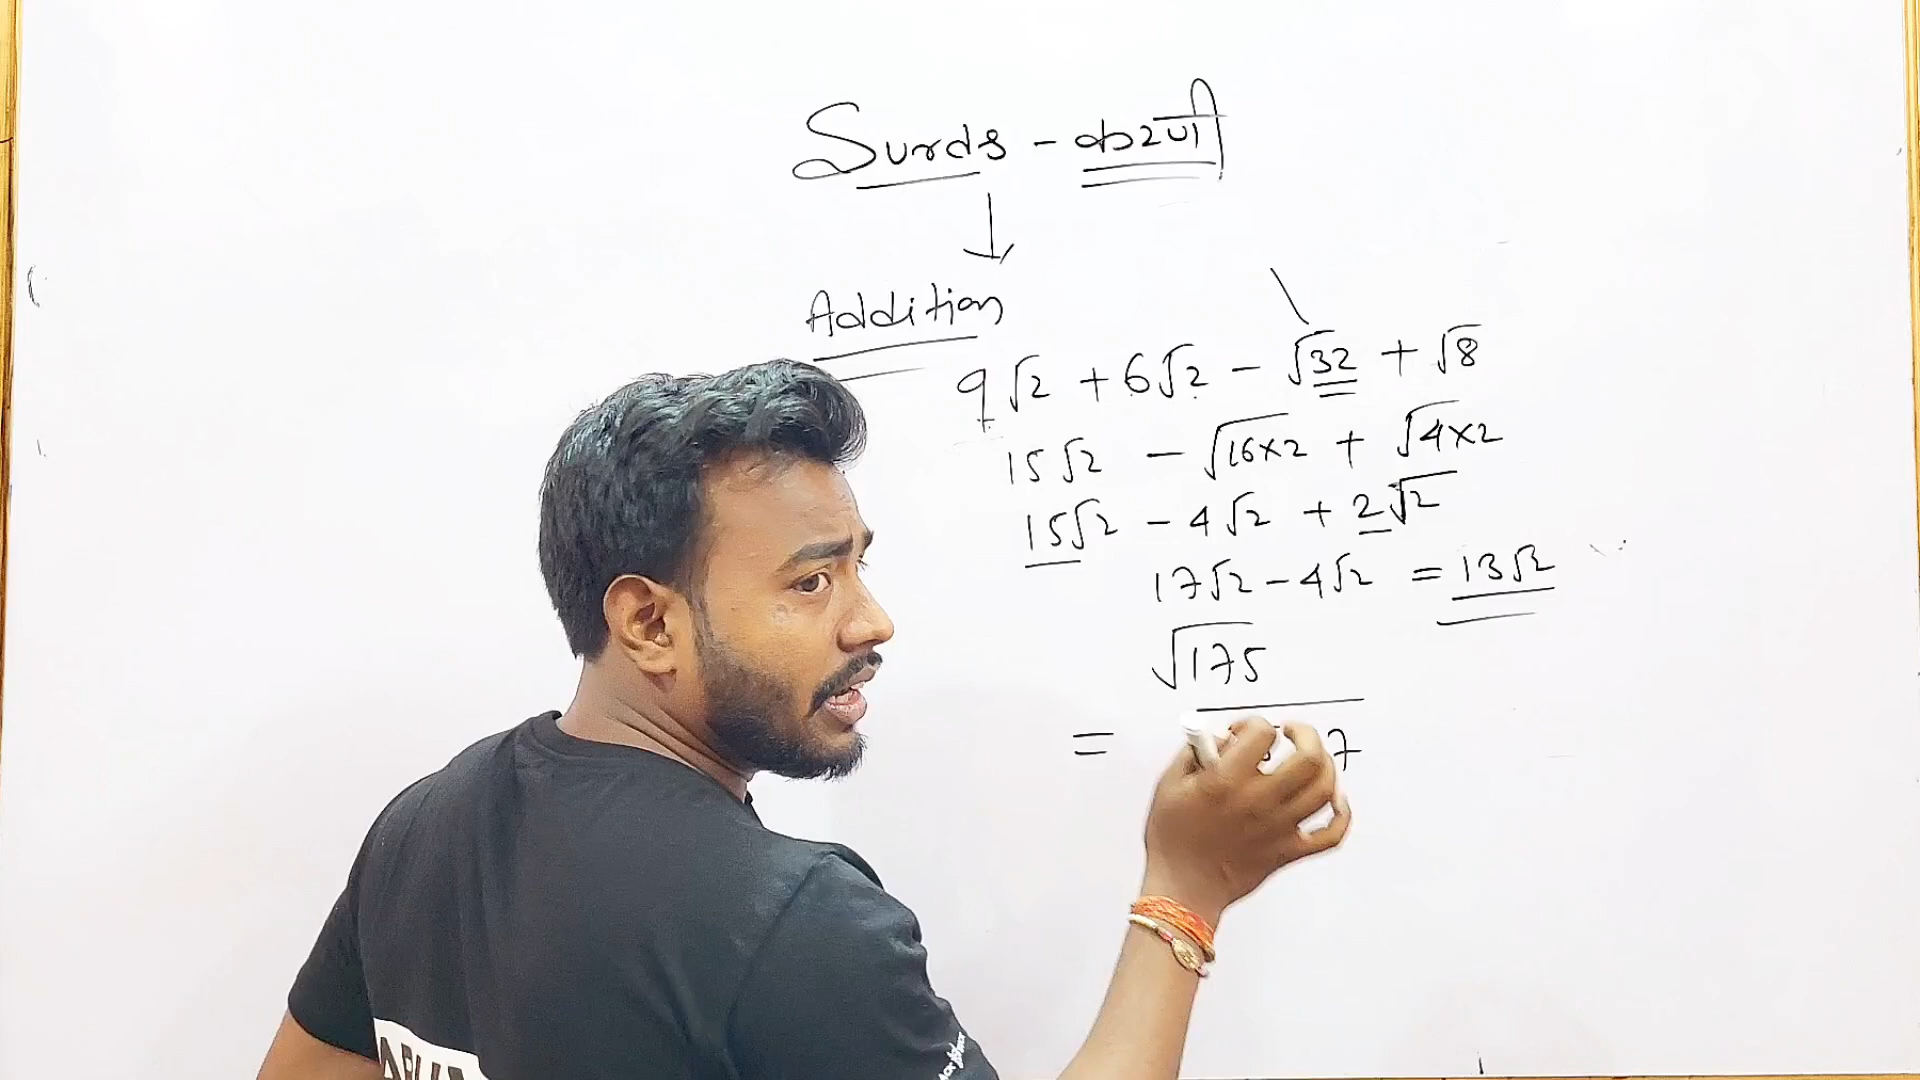 Surds - करणी
Addition
9√2 + 6√2 - √32 + √8
15√2 - √16×2 + √4×2
15√2 - 4√2 + 2√2
17√2 - 4√2 = 13√2
√175
= 7